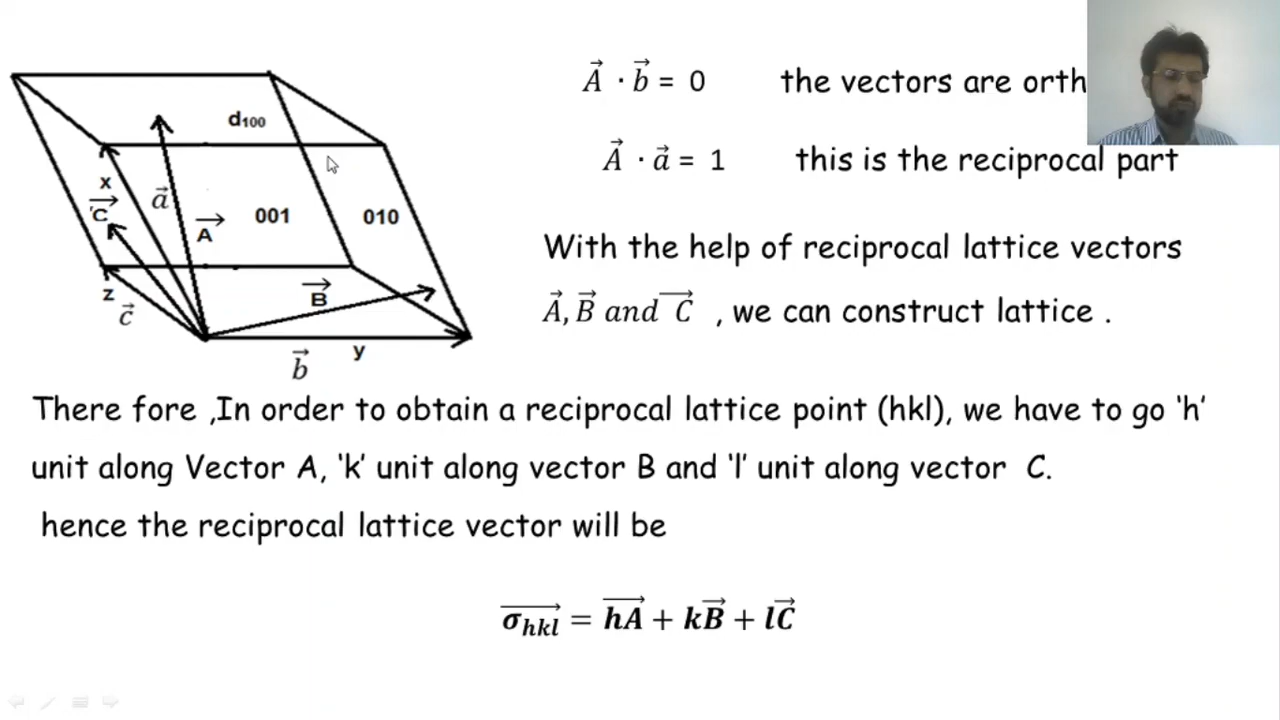 A⃗ · b⃗ = 0 the vectors are orth
A⃗ · a⃗ = 1 this is the reciprocal part
With the help of reciprocal lattice vectors
A⃗, B⃗ and C⃗ , we can construct lattice .
d₁₀₀
x
a⃗
C⃗
A⃗
001
010
z
c⃗
B⃗
y
b⃗
There fore ,In order to obtain a reciprocal lattice point (hkl), we have to go ‘h’
unit along Vector A, ‘k’ unit along vector B and ‘l’ unit along vector C.
hence the reciprocal lattice vector will be
σₕₖₗ⃗ = hA⃗ + kB⃗ + lC⃗